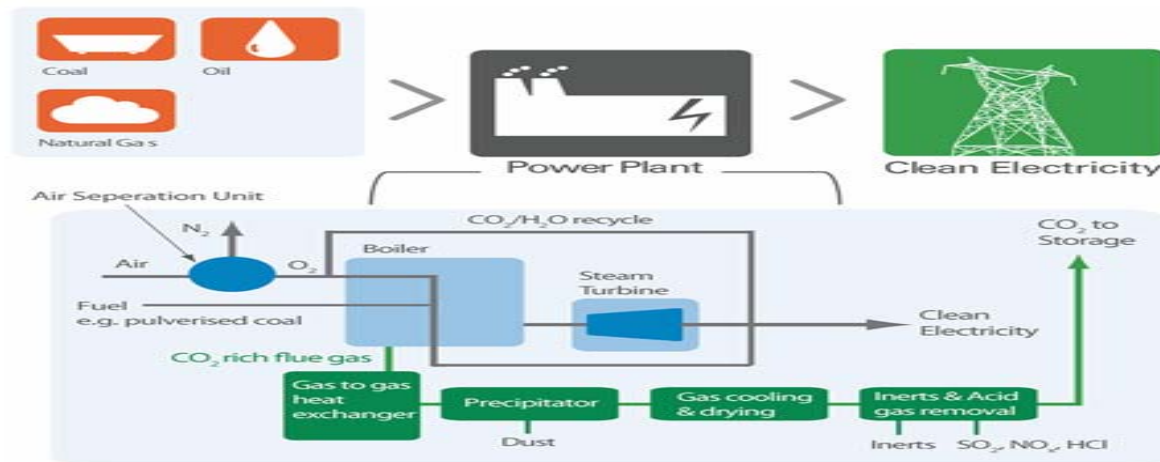 Coal
Oil
Natural Gas
Power Plant
Clean Electricity
Air Seperation Unit
N₂
CO₂/H₂O recycle
CO₂ to
Storage
Boiler
Air
O₂
Steam
Turbine
Fuel
e.g. pulverised coal
Clean
Electricity
CO₂ rich flue gas
Gas to gas
heat
exchanger
Precipitator
Gas cooling
& drying
Inerts & Acid
gas removal
Dust
Inerts
SO₂, NOₓ, HCl